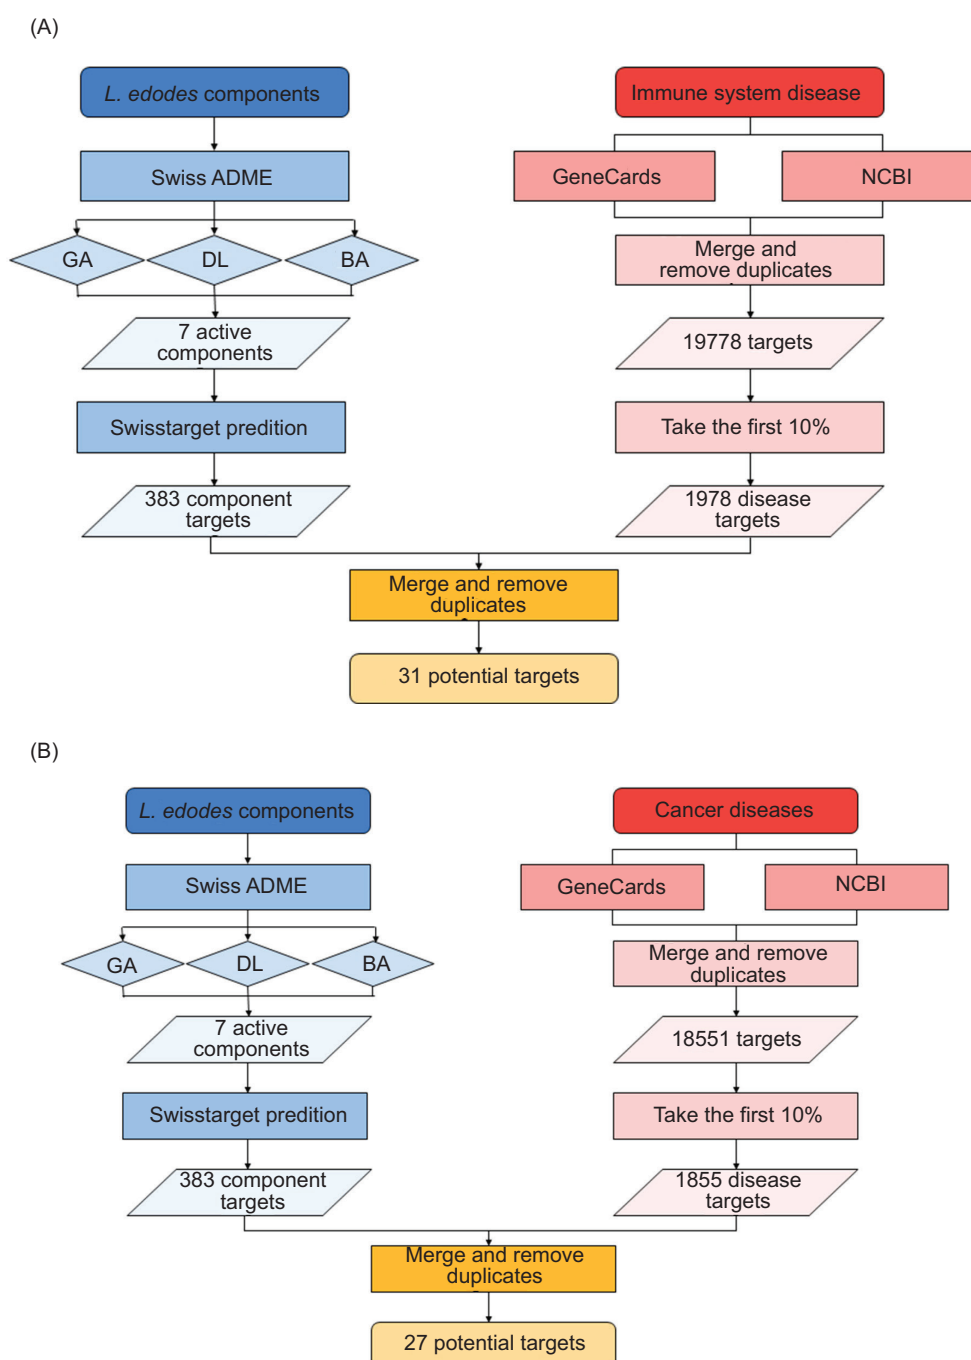 (A)
L. edodes components
Immune system disease
Swiss ADME
GeneCards
NCBI
GA
DL
BA
Merge and
remove duplicates
7 active
components
19778 targets
Swisstarget predition
Take the first 10%
383 component
targets
1978 disease
targets
Merge and remove
duplicates
31 potential targets
(B)
L. edodes components
Cancer diseases
Swiss ADME
GeneCards
NCBI
GA
DL
BA
Merge and remove
duplicates
7 active
components
18551 targets
Swisstarget predition
Take the first 10%
383 component
targets
1855 disease
targets
Merge and remove
duplicates
27 potential targets